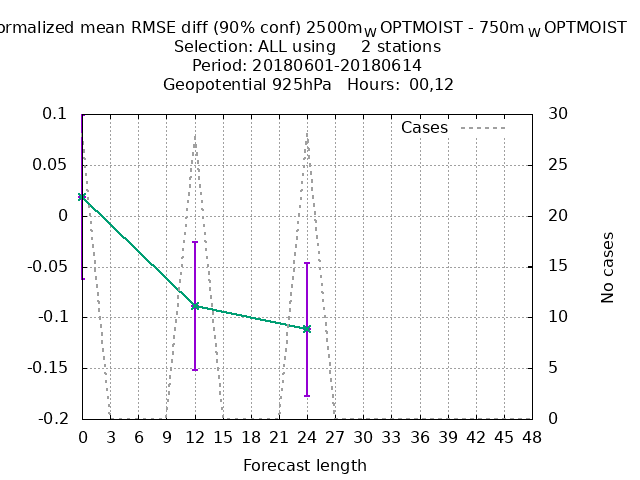 ormalized mean RMSE diff (90% conf) 2500mW OPTMOIST - 750mW OPTMOIST
Selection: ALL using 2 stations
Period: 20180601-20180614
Geopotential 925hPa Hours: 00,12
0.1 30
Cases
0.05 25
0 20
-0.05 15
No cases
-0.1 10
-0.15 5
-0.2 0
0 3 6 9 12 15 18 21 24 27 30 33 36 39 42 45 48
Forecast length